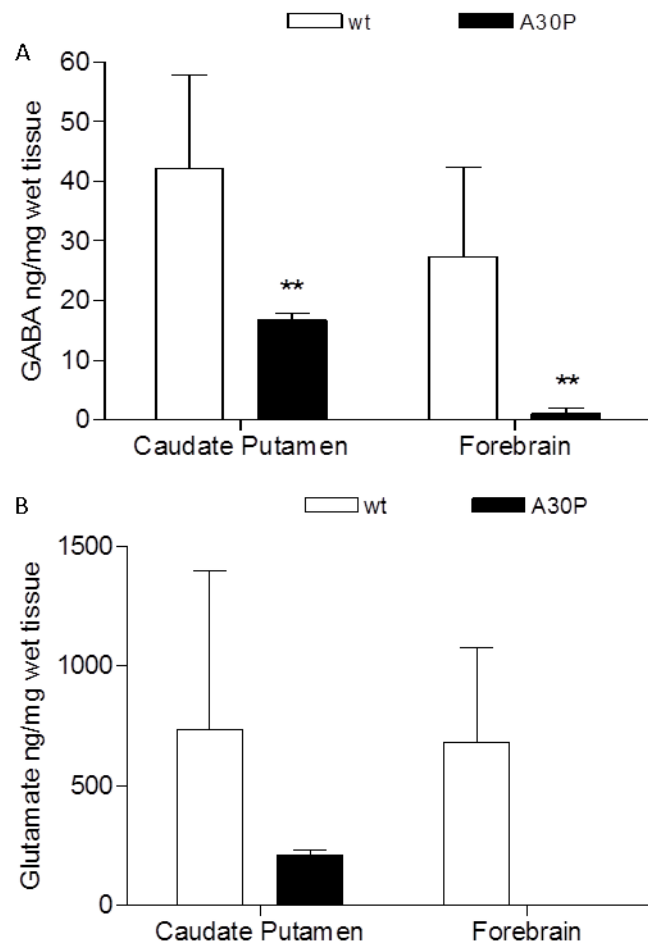 wt A30P
A
60
50
40
30
20
10
0
GABA ng/mg wet tissue
**
**
Caudate Putamen Forebrain
B
wt A30P
1500
1000
500
0
Glutamate ng/mg wet tissue
Caudate Putamen Forebrain